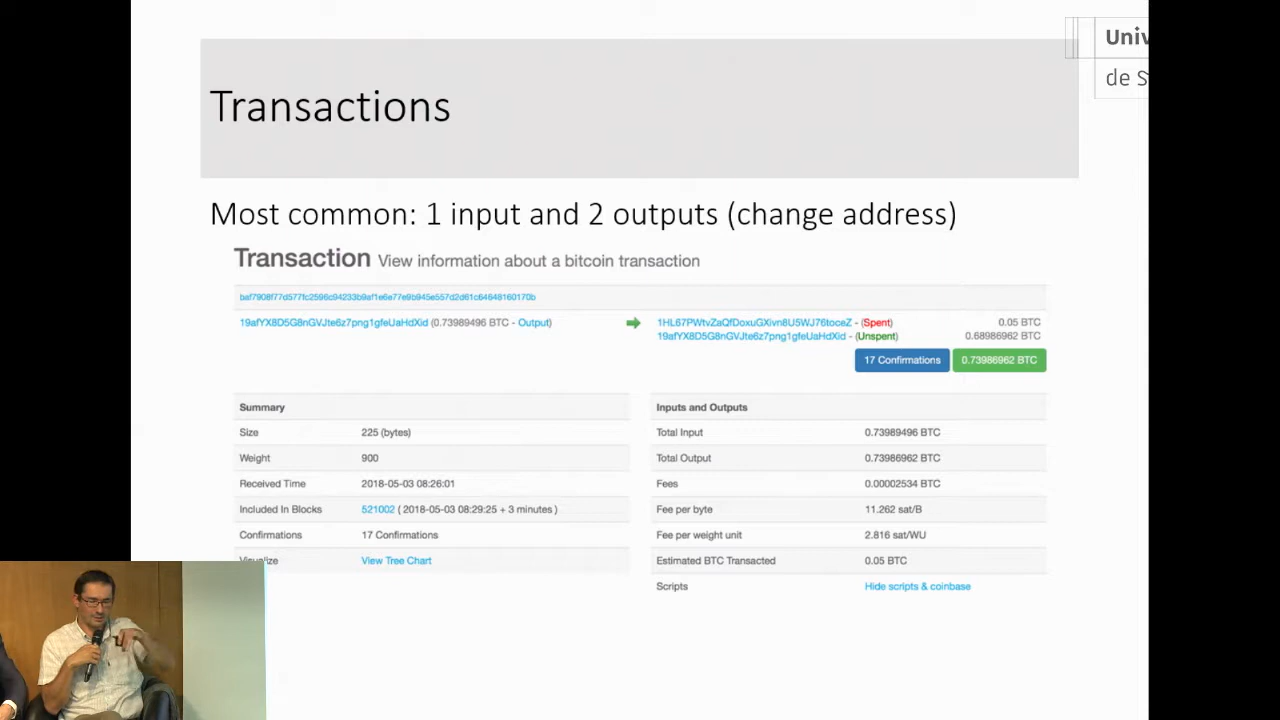 Univ
de S
Transactions
Most common: 1 input and 2 outputs (change address)
Transaction View information about a bitcoin transaction
baf7908f77d577fc2596c94233b9af1e6e77e9b945e557d2d61c64648160170b
19afYX8D5G8nGVJte6z7png1gfeUaHdXid (0.73989496 BTC - Output)
1HL67PWtvZaQfDoxuGXivn8U5WJ76toceZ - (Spent) 0.05 BTC
19afYX8D5G8nGVJte6z7png1gfeUaHdXid - (Unspent) 0.68986962 BTC
17 Confirmations 0.73986962 BTC
Summary
Size 225 (bytes)
Weight 900
Received Time 2018-05-03 08:26:01
Included In Blocks 521002 ( 2018-05-03 08:29:25 + 3 minutes )
Confirmations 17 Confirmations
Visualize View Tree Chart
Inputs and Outputs
Total Input 0.73989496 BTC
Total Output 0.73986962 BTC
Fees 0.00002534 BTC
Fee per byte 11.262 sat/B
Fee per weight unit 2.816 sat/WU
Estimated BTC Transacted 0.05 BTC
Scripts Hide scripts & coinbase